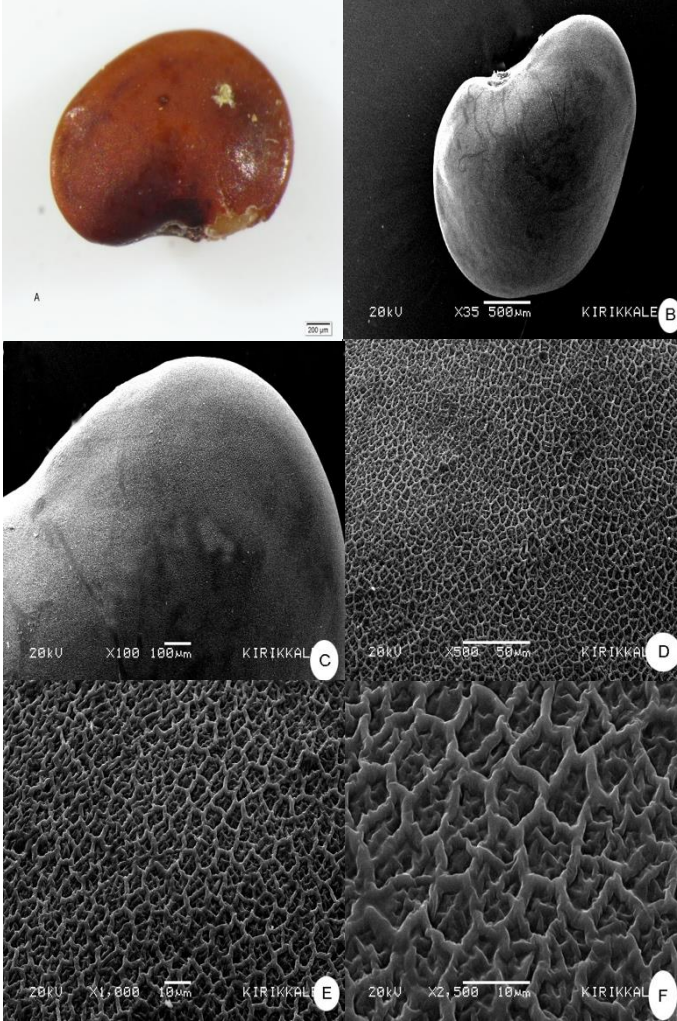 A
200 µm
20kV X35 500µm KIRIKKALE B
20kV X100 100µm KIRIKKALE C
20kV X500 50µm KIRIKKALE D
20kV X1,000 10µm KIRIKKALE E
20kV X2,500 10µm KIRIKKALE F